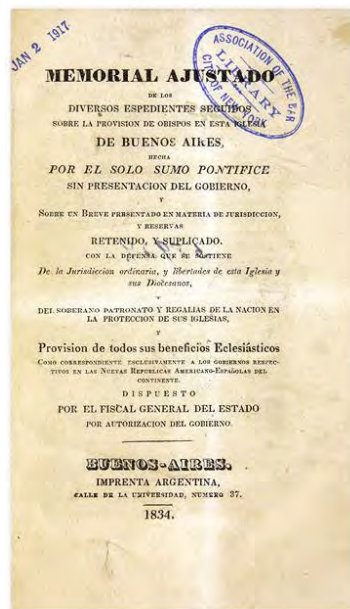 JAN 2 1917
ASSOCIATION OF THE BAR
LIBRARY
CITY OF NEW YORK
MEMORIAL AJUSTADO
DE LOS
DIVERSOS ESPEDIENTES SEGUIDOS
SOBRE LA PROVISION DE OBISPOS EN ESTA IGLESIA
DE BUENOS AIRES,
HECHA
POR EL SOLO SUMO PONTIFICE
SIN PRESENTACION DEL GOBIERNO,
Y
SOBRE UN BREVE PRESENTADO EN MATERIA DE JURISDICCION,
Y RESERVAS
RETENIDO, Y SUPLICADO.
CON LA DEFENSA QUE SE SOSTIENE
De la Jurisdiccion ordinaria, y libertades de esta Iglesia y
sus Diocesanos,
Y
DEL SOBERANO PATRONATO Y REGALIAS DE LA NACION EN
LA PROTECCION DE SUS IGLESIAS,
Y
Provision de todos sus beneficios Eclesiásticos
COMO CORRESPONDIENTE ESCLUSIVAMENTE A LOS GOBIERNOS RESPEC-
TIVOS EN LAS NUEVAS REPUBLICAS AMERICANO-ESPAÑOLAS DEL
CONTINENTE.
DISPUESTO
POR EL FISCAL GENERAL DEL ESTADO
POR AUTORIZACION DEL GOBIERNO.
BUENOS-AIRES.
IMPRENTA ARGENTINA,
CALLE DE LA UNIVERSIDAD, NUMERO 37.
1834.